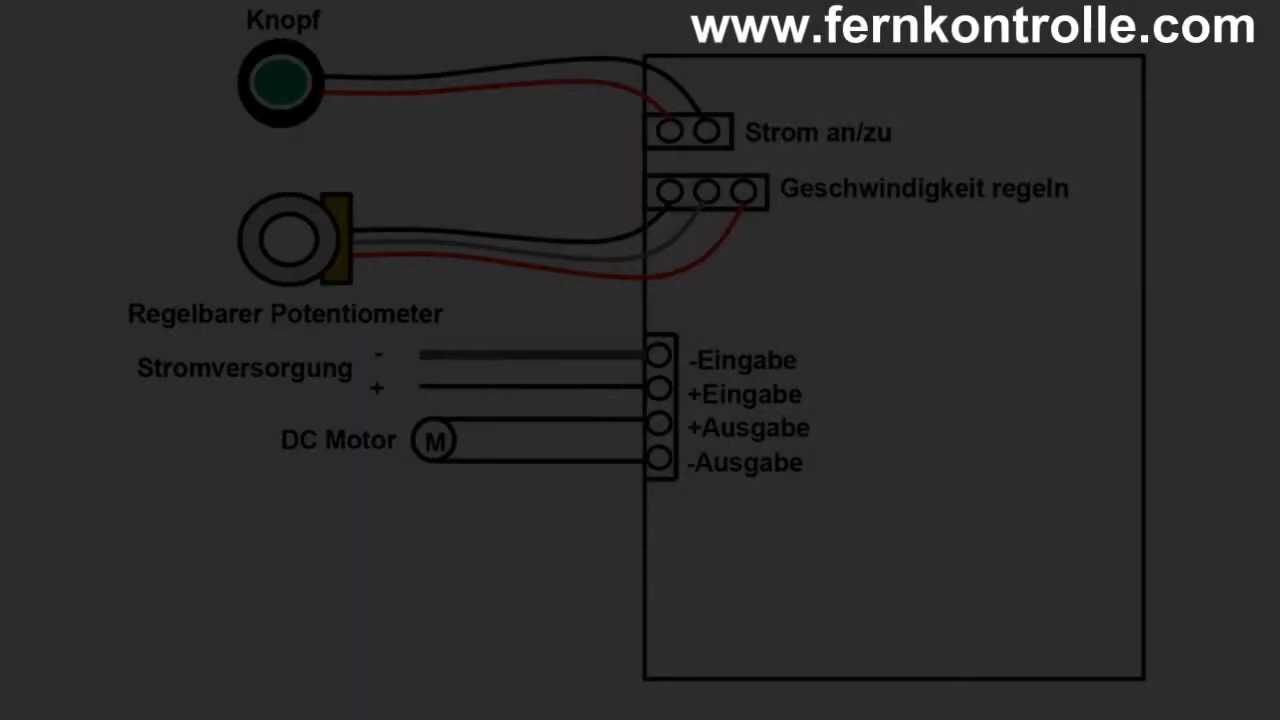 Knopf
www.fernkontrolle.com
Strom an/zu
Geschwindigkeit regeln
Regelbarer Potentiometer
Stromversorgung
-
+
-Eingabe
+Eingabe
+Ausgabe
-Ausgabe
DC Motor
M